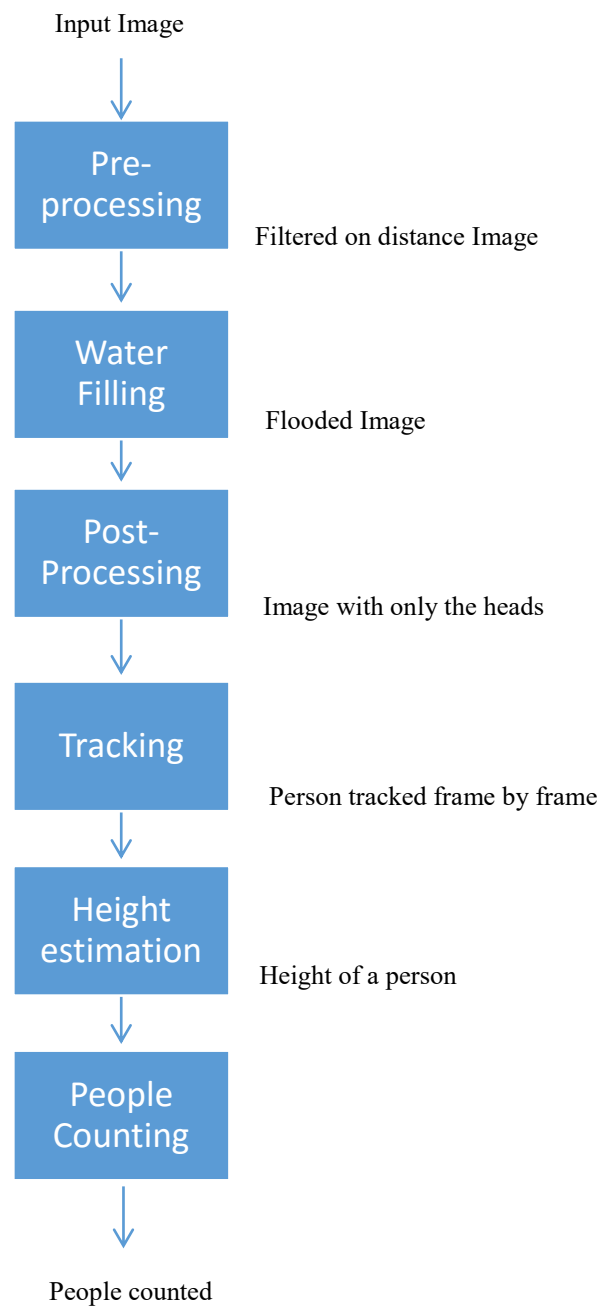 Input Image
Pre-
processing
Filtered on distance Image
Water
Filling
Flooded Image
Post-
Processing
Image with only the heads
Tracking
Person tracked frame by frame
Height
estimation
Height of a person
People
Counting
People counted